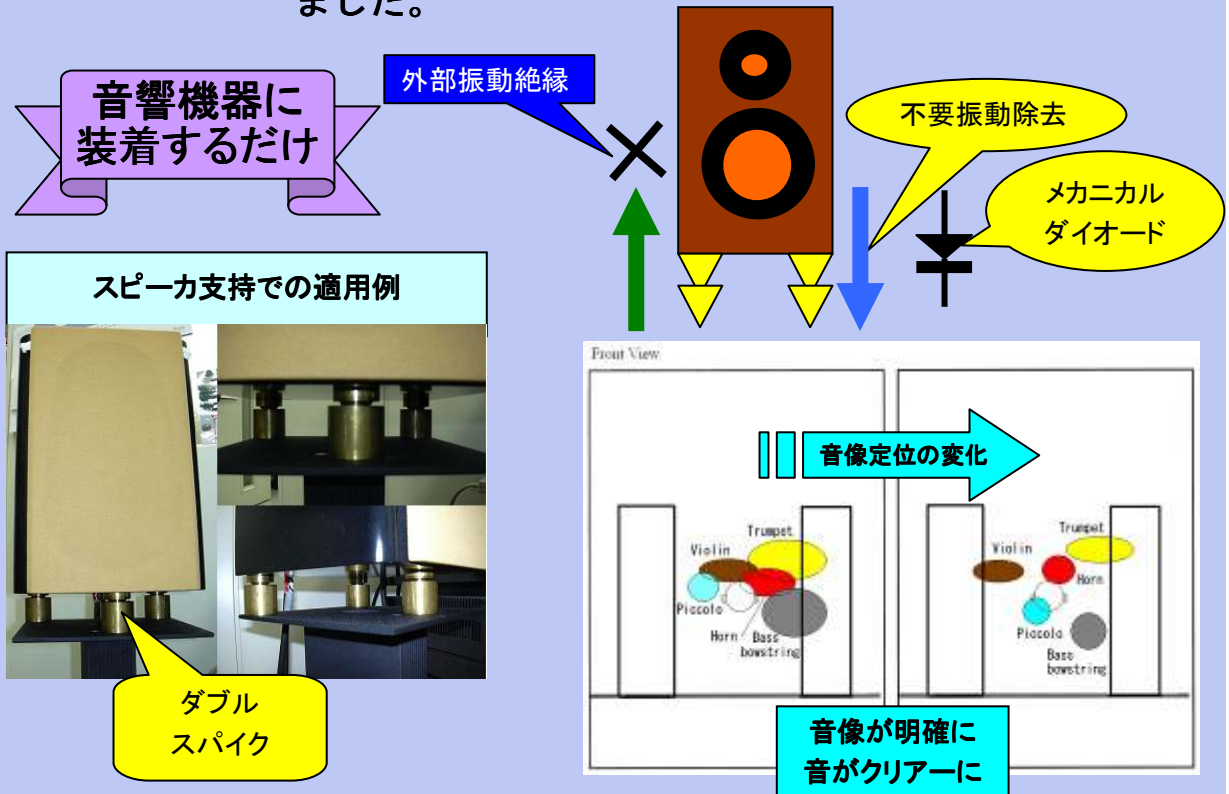 ました。
音響機器に
装着するだけ
外部振動絶縁
不要振動除去
メカニカル
ダイオード
スピーカ支持での適用例
ダブル
スパイク
Front View
音像定位の変化
Trumpet
Violin
Piccolo
Horn
Bass
bowstring
Trumpet
Violin
Horn
Piccolo
Bass
bowstring
音像が明確に
音がクリアーに